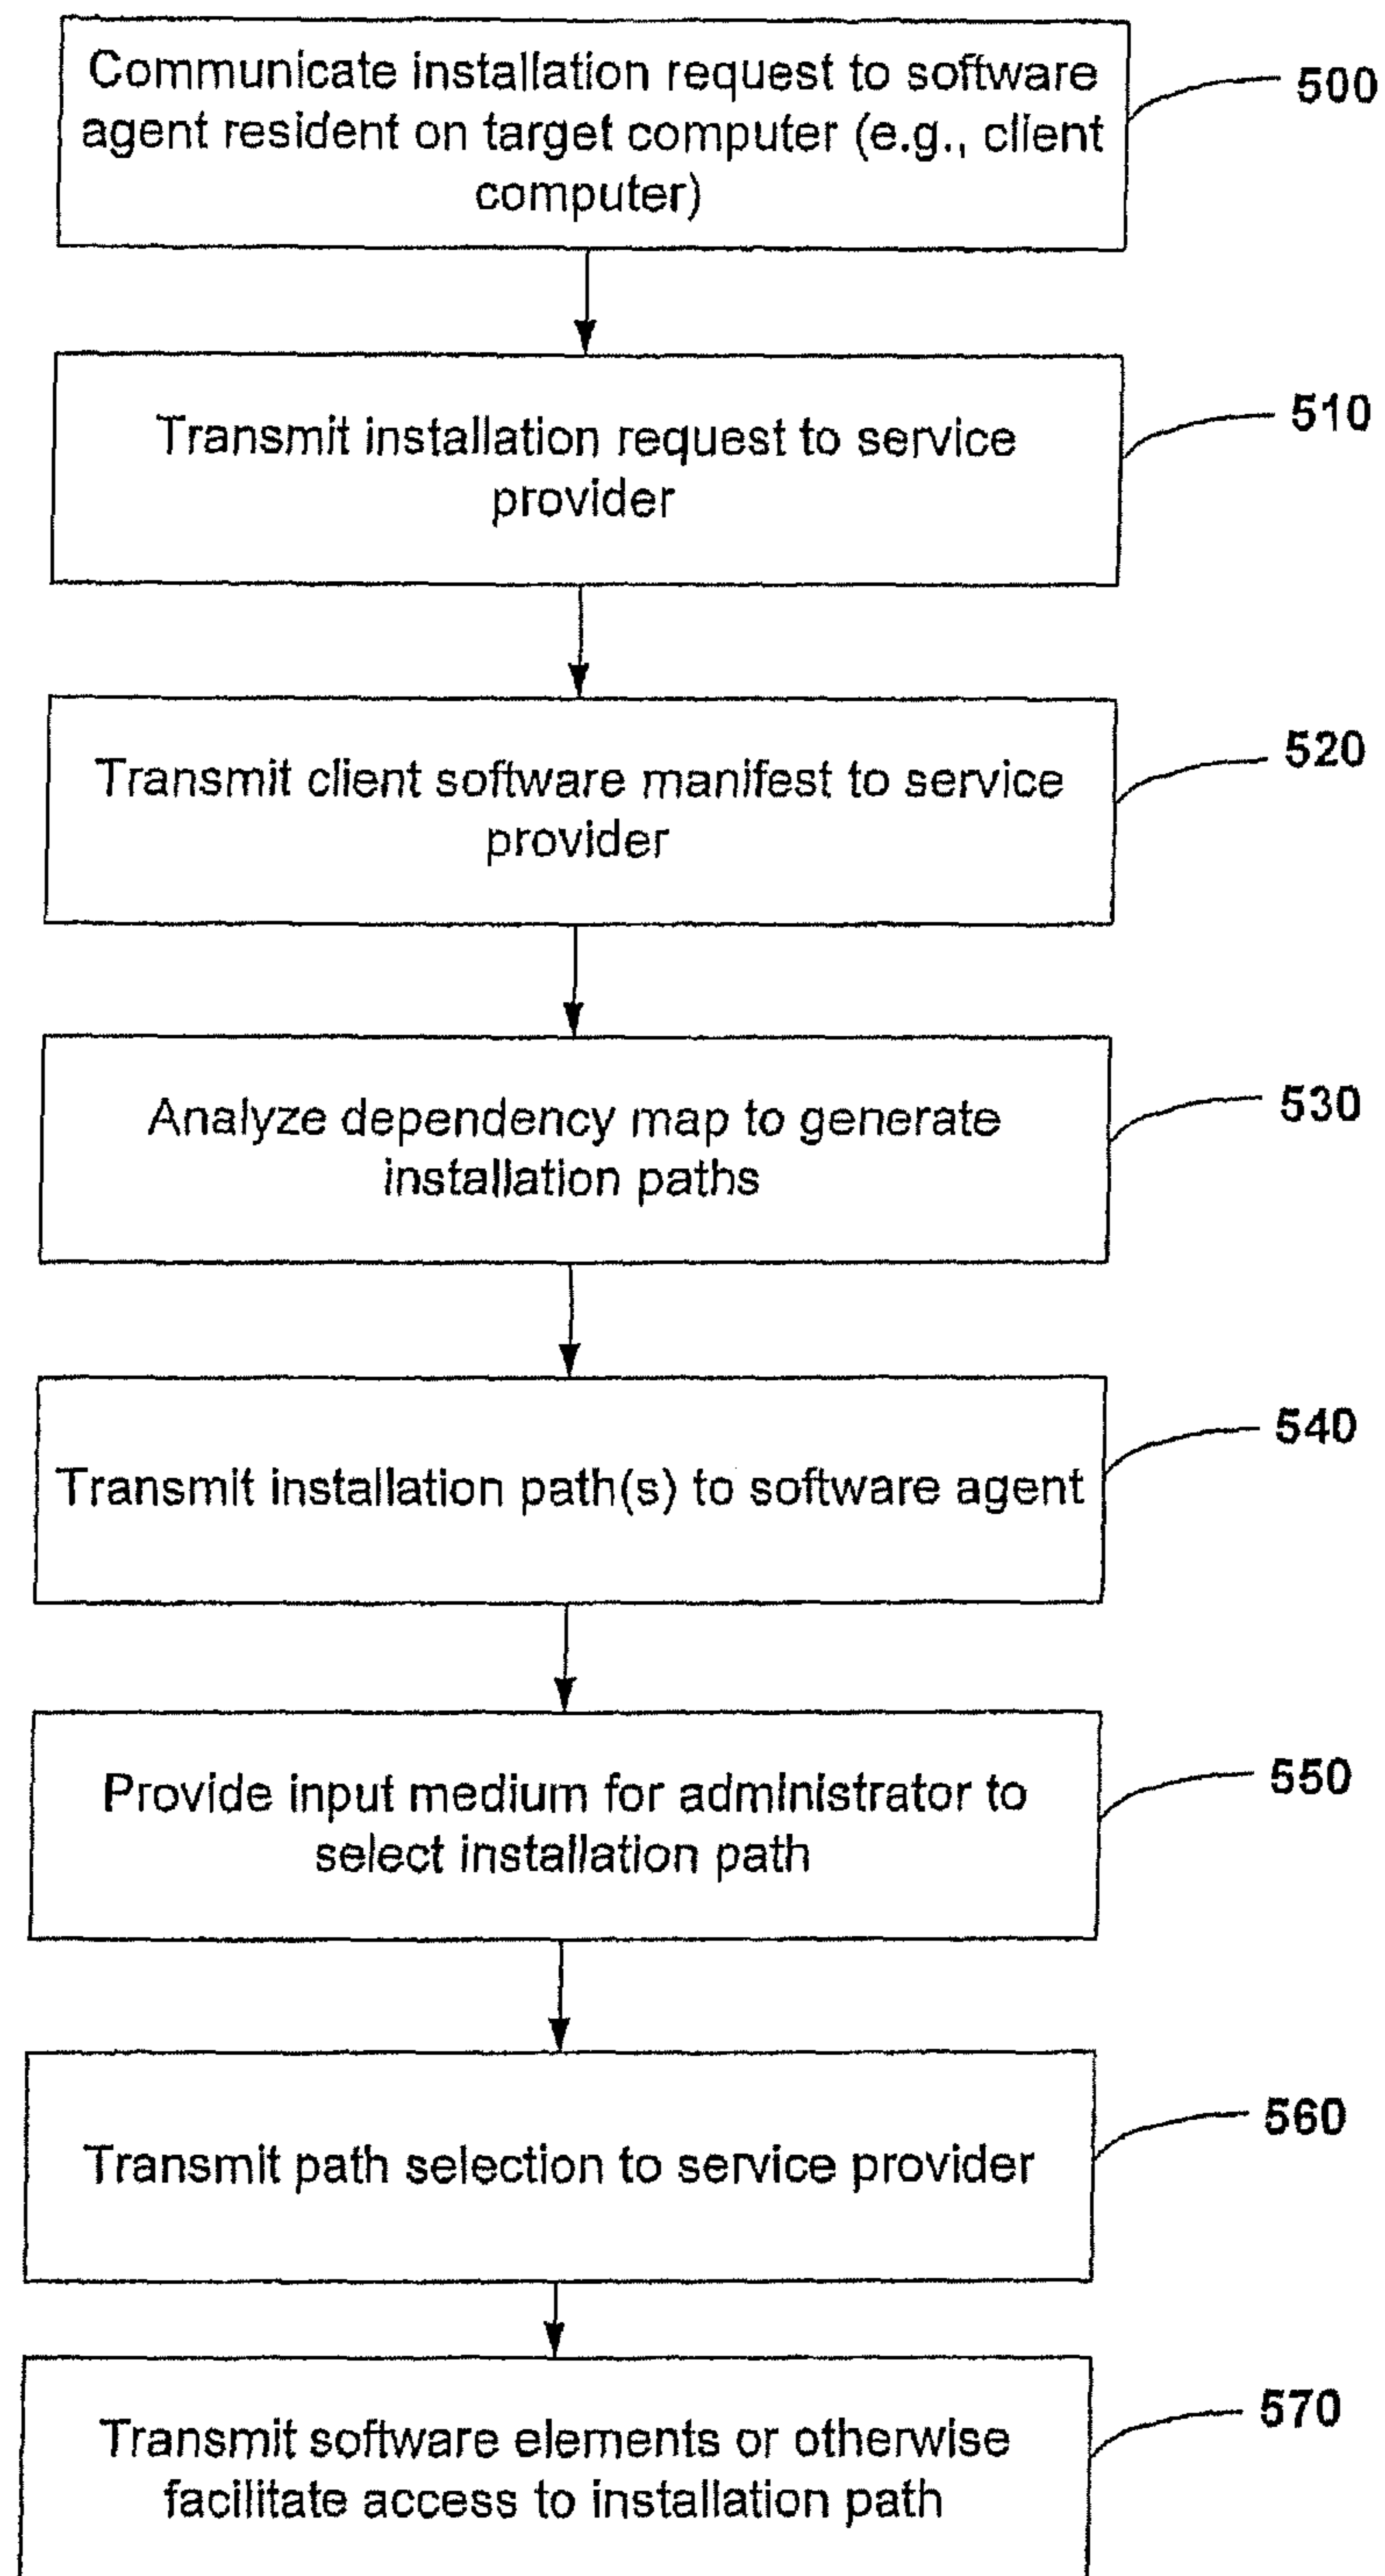 Communicate installation request to software
agent resident on target computer (e.g., client
computer)
500
Transmit installation request to service
provider
510
Transmit client software manifest to service
provider
520
Analyze dependency map to generate
installation paths
530
Transmit installation path(s) to software agent
540
Provide input medium for administrator to
select installation path
550
Transmit path selection to service provider
560
Transmit software elements or otherwise
facilitate access to installation path
570